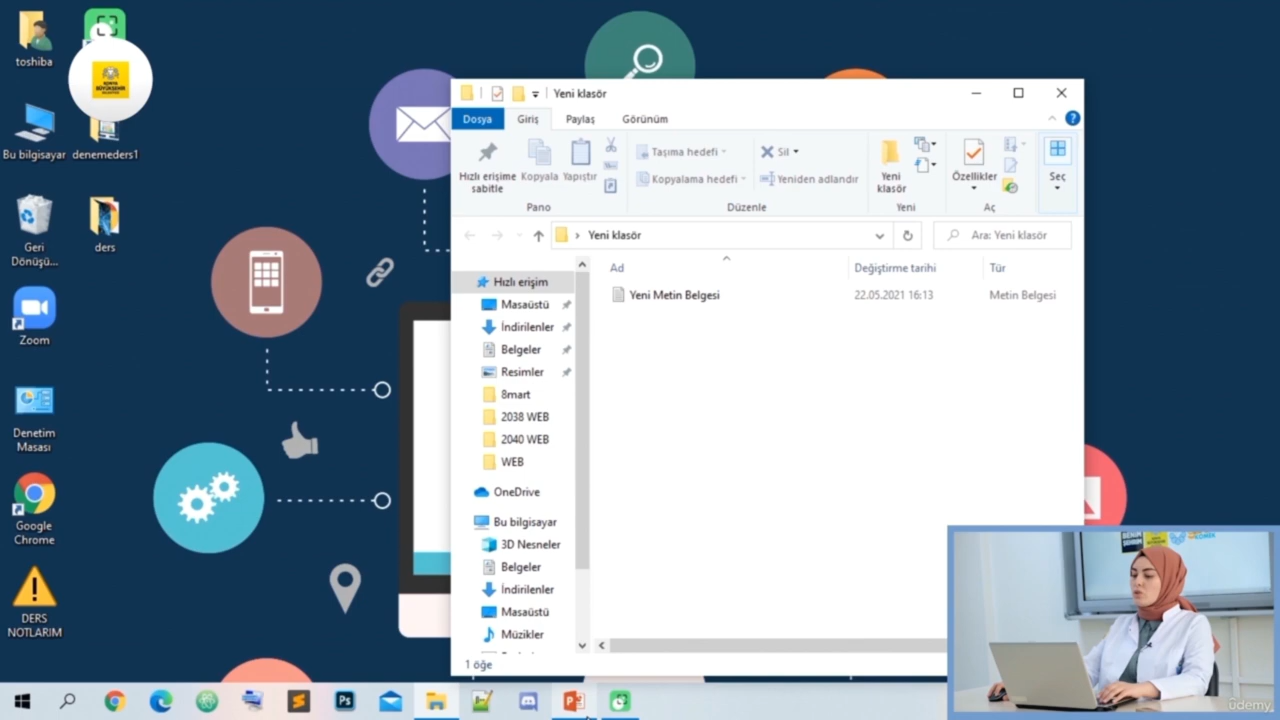 toshiba
Bu bilgisayar
denemeders1
Geri
Dönüşü...
ders
Zoom
Denetim
Masası
Google
Chrome
DERS
NOTLARIM
Yeni klasör
Dosya
Giriş
Paylaş
Görünüm
Hızlı erişime
sabitle
Kopyala
Yapıştır
Pano
Taşıma hedefi
Kopyalama hedefi
Sil
Yeniden adlandır
Düzenle
Yeni
klasör
Yeni
Özellikler
Aç
Seç
Yeni klasör
Ara: Yeni klasör
Hızlı erişim
Masaüstü
İndirilenler
Belgeler
Resimler
8mart
2038 WEB
2040 WEB
WEB
OneDrive
Bu bilgisayar
3D Nesneler
Belgeler
İndirilenler
Masaüstü
Müzikler
Ad
Değiştirme tarihi
Tür
Yeni Metin Belgesi
22.05.2021 16:13
Metin Belgesi
1 öğe
Ps
udemy